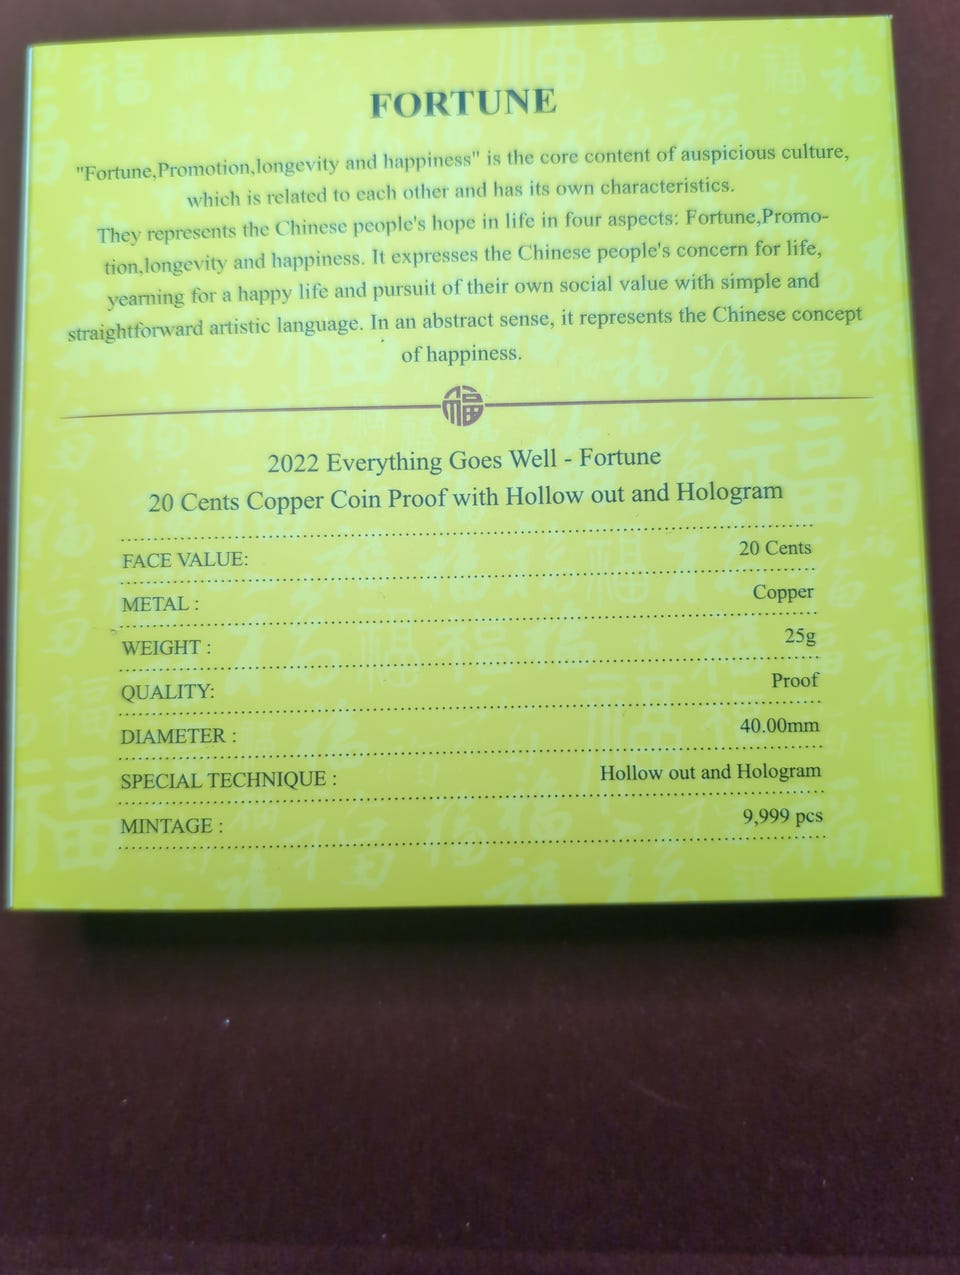 FORTUNE
"Fortune,Promotion,longevity and happiness" is the core content of auspicious culture,
which is related to each other and has its own characteristics.
They represents the Chinese people's hope in life in four aspects: Fortune,Promo-
tion,longevity and happiness. It expresses the Chinese people's concern for life,
yearning for a happy life and pursuit of their own social value with simple and
straightforward artistic language. In an abstract sense, it represents the Chinese concept
of happiness.
福
2022 Everything Goes Well - Fortune
20 Cents Copper Coin Proof with Hollow out and Hologram
FACE VALUE: 20 Cents
METAL : Copper
WEIGHT : 25g
QUALITY: Proof
DIAMETER : 40.00mm
SPECIAL TECHNIQUE : Hollow out and Hologram
MINTAGE : 9,999 pcs